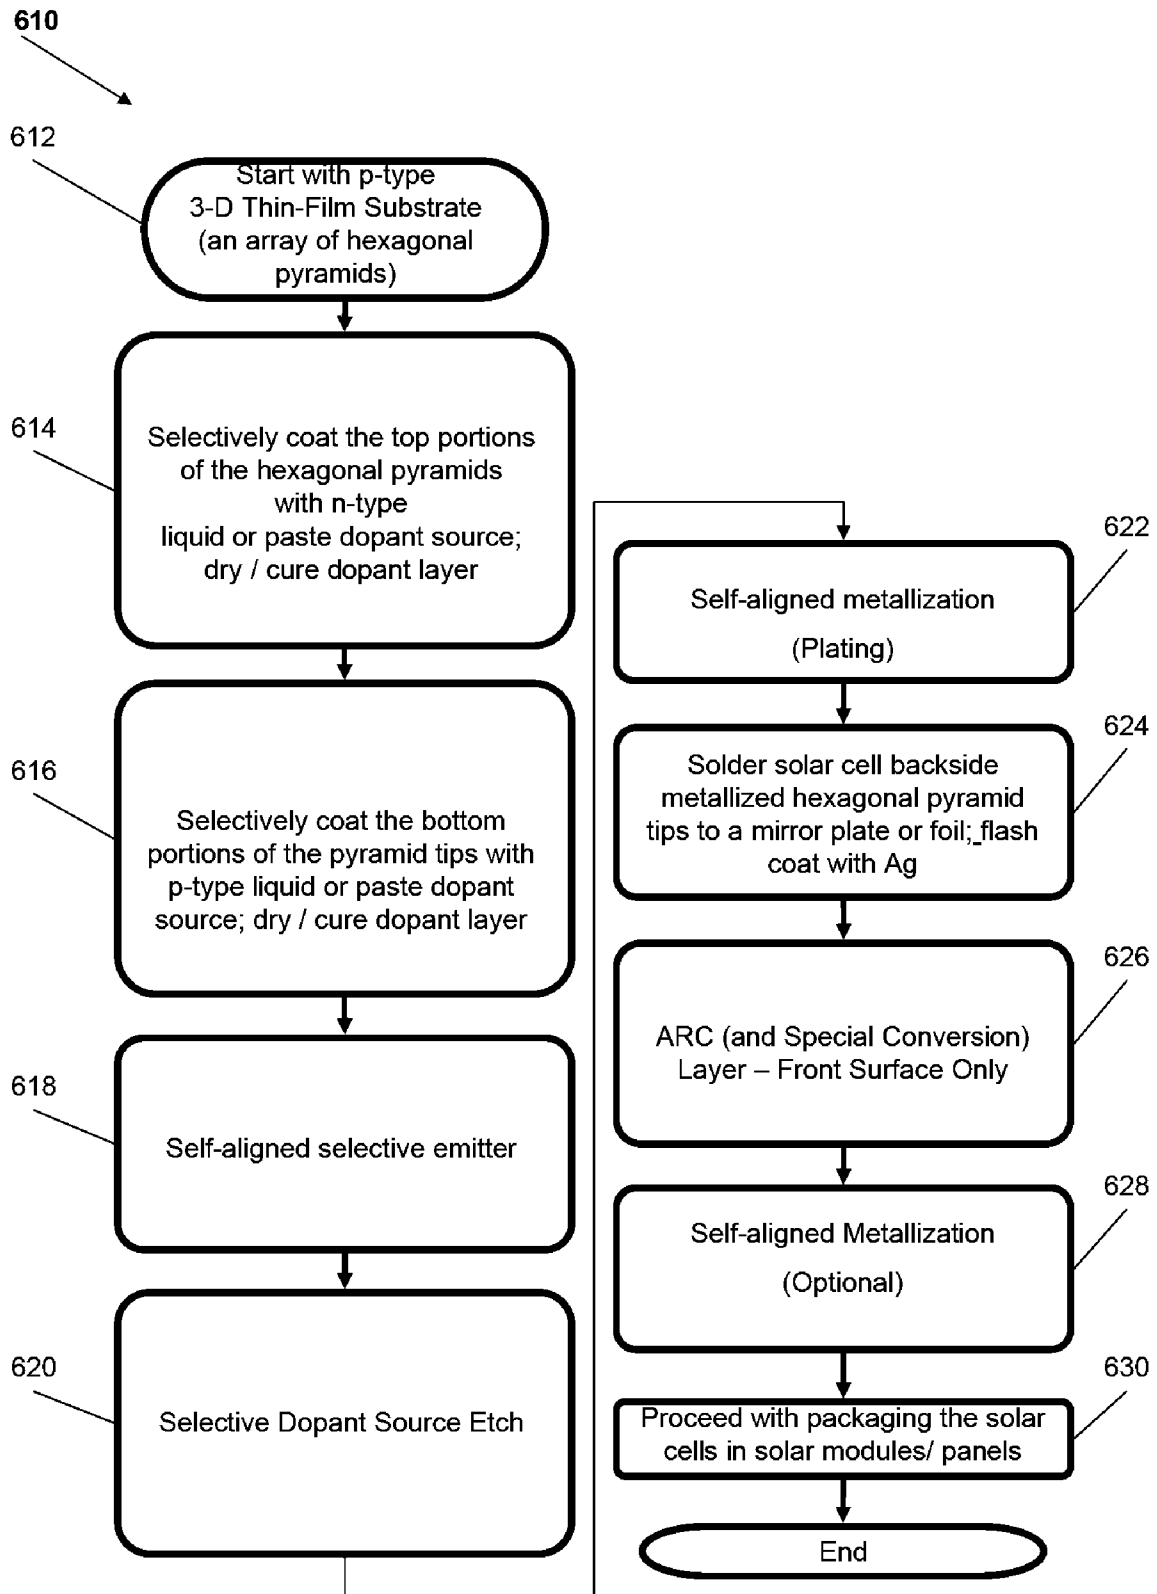 610
612
Start with p-type
3-D Thin-Film Substrate
(an array of hexagonal
pyramids)
614
Selectively coat the top portions
of the hexagonal pyramids
with n-type
liquid or paste dopant source;
dry / cure dopant layer
616
Selectively coat the bottom
portions of the pyramid tips with
p-type liquid or paste dopant
source; dry / cure dopant layer
618
Self-aligned selective emitter
620
Selective Dopant Source Etch
622
Self-aligned metallization
(Plating)
624
Solder solar cell backside
metallized hexagonal pyramid
tips to a mirror plate or foil; flash
coat with Ag
626
ARC (and Special Conversion)
Layer – Front Surface Only
628
Self-aligned Metallization
(Optional)
630
Proceed with packaging the solar
cells in solar modules/ panels
End